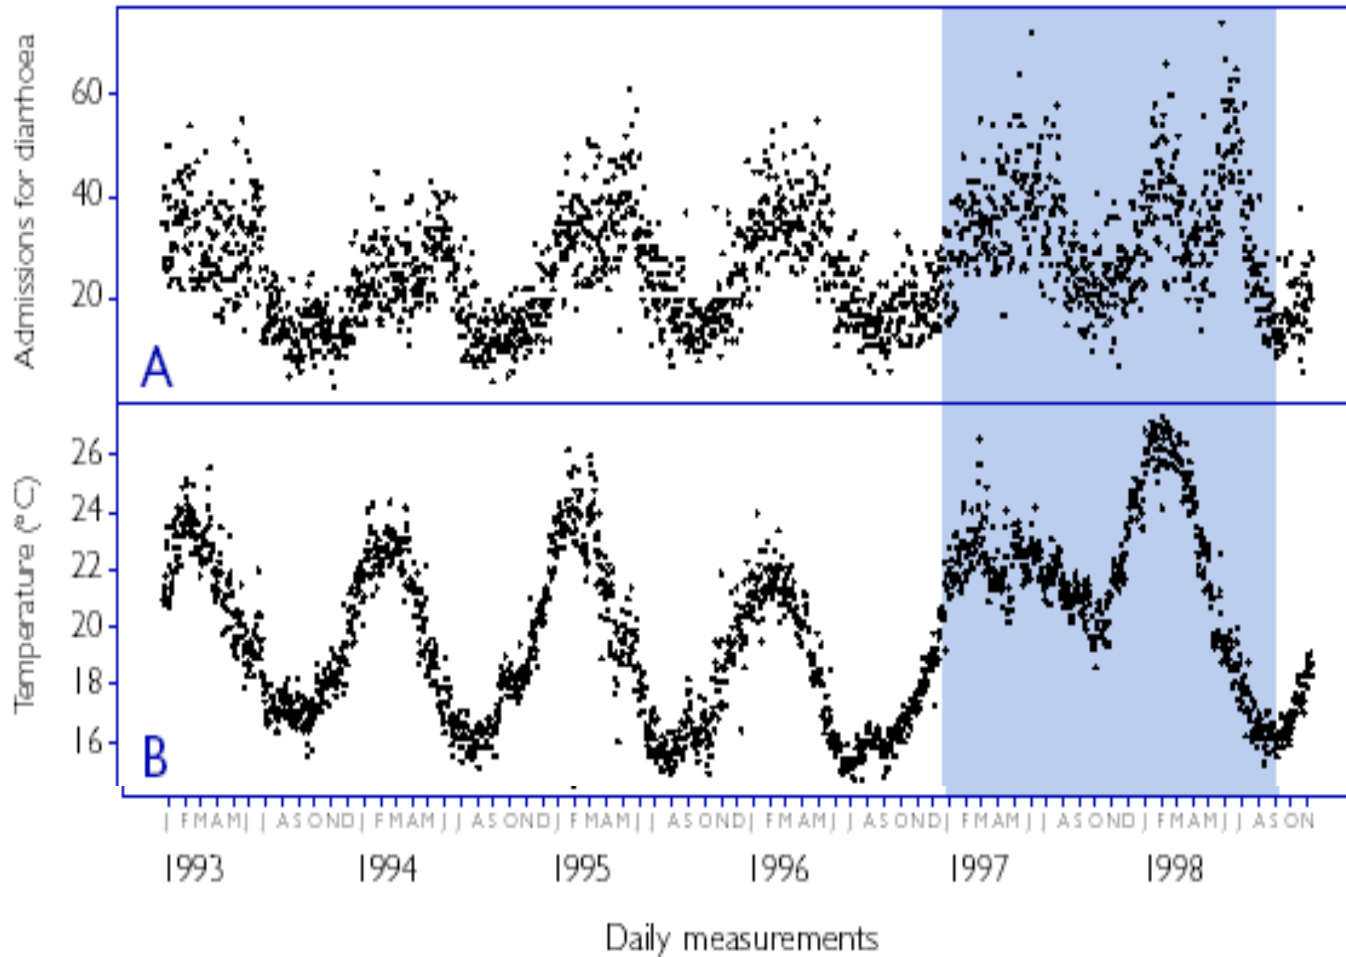 Admissions for diarrhoea
60
40
20
A
Temperature (°C)
26
24
22
20
18
16
B
J F M A M J J A S O N D J F M A M J J A S O N D J F M A M J J A S O N D J F M A M J J A S O N D J F M A M J J A S O N D J F M A M J J A S O N
1993 1994 1995 1996 1997 1998
Daily measurements